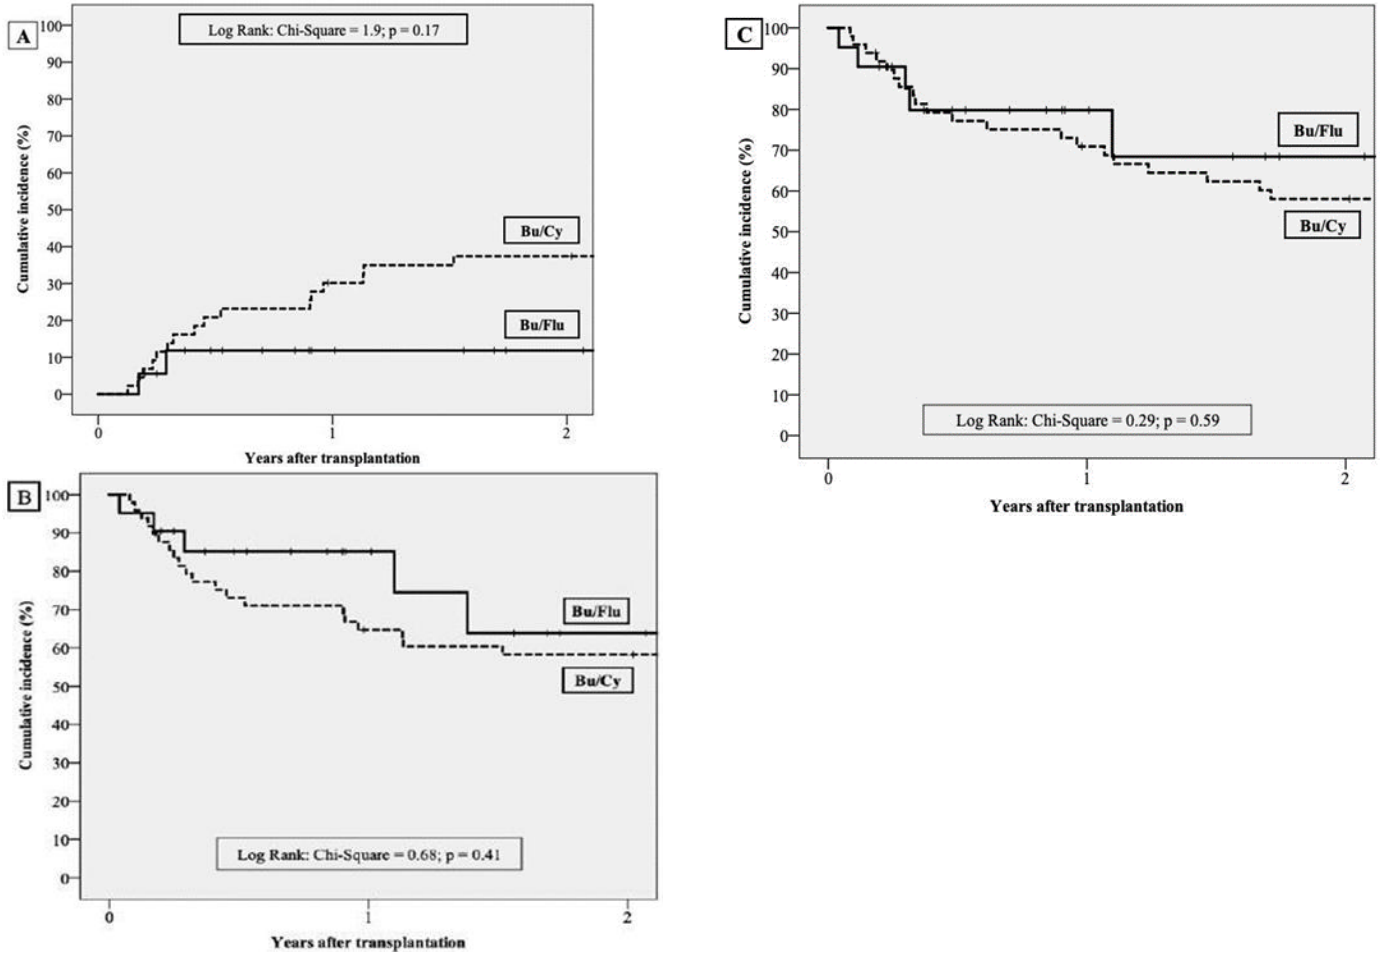 A
Log Rank: Chi-Square = 1.9; p = 0.17
100
90
80
70
60
50
40
30
20
10
0
Cumulative incidence (%)
Bu/Cy
Bu/Flu
0 1 2
Years after transplantation
B
100
90
80
70
60
50
40
30
20
10
0
Cumulative incidence (%)
Bu/Flu
Bu/Cy
Log Rank: Chi-Square = 0.68; p = 0.41
0 1 2
Years after transplantation
C
100
90
80
70
60
50
40
30
20
10
0
Cumulative incidence (%)
Bu/Flu
Bu/Cy
Log Rank: Chi-Square = 0.29; p = 0.59
0 1 2
Years after transplantation